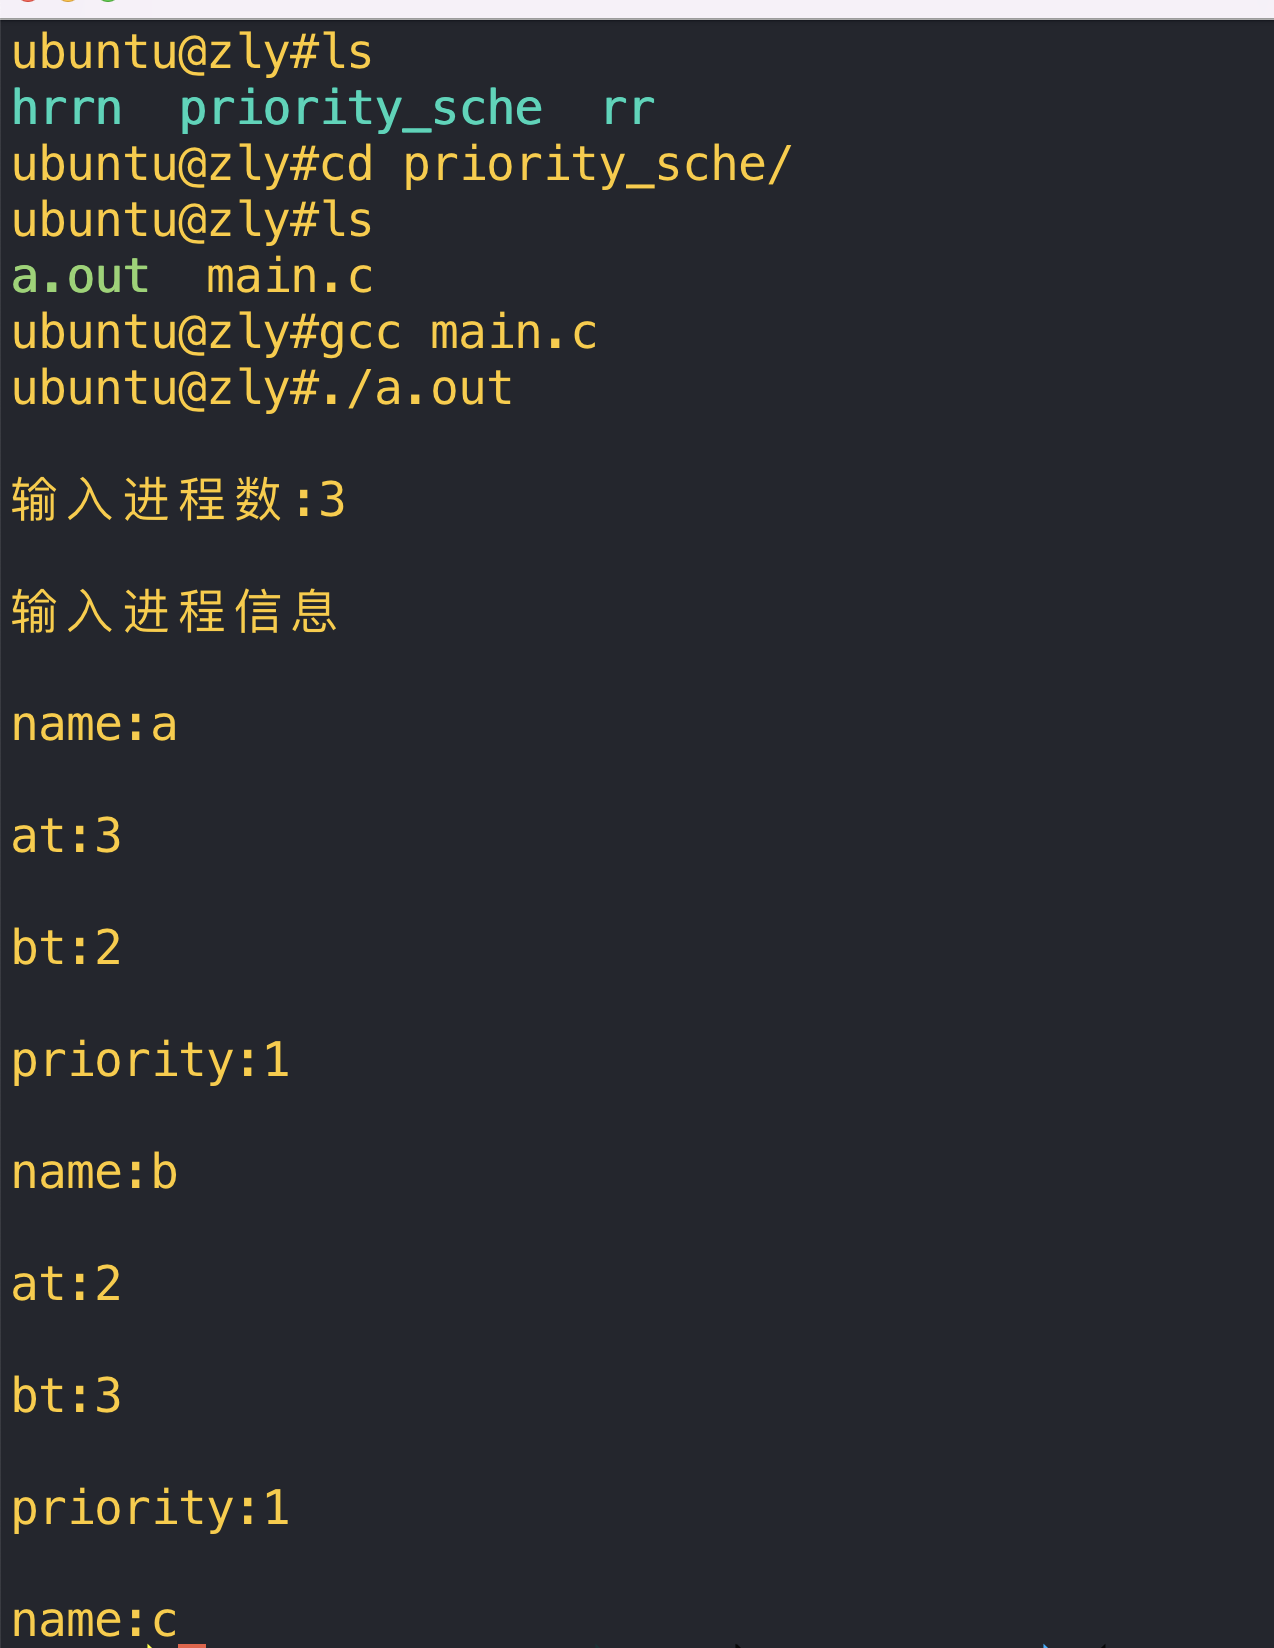 ubuntu@zly#ls
hrrn  priority_sche  rr
ubuntu@zly#cd priority_sche/
ubuntu@zly#ls
a.out  main.c
ubuntu@zly#gcc main.c
ubuntu@zly#./a.out
输入进程数:3
输入进程信息
name:a
at:3
bt:2
priority:1
name:b
at:2
bt:3
priority:1
name:c